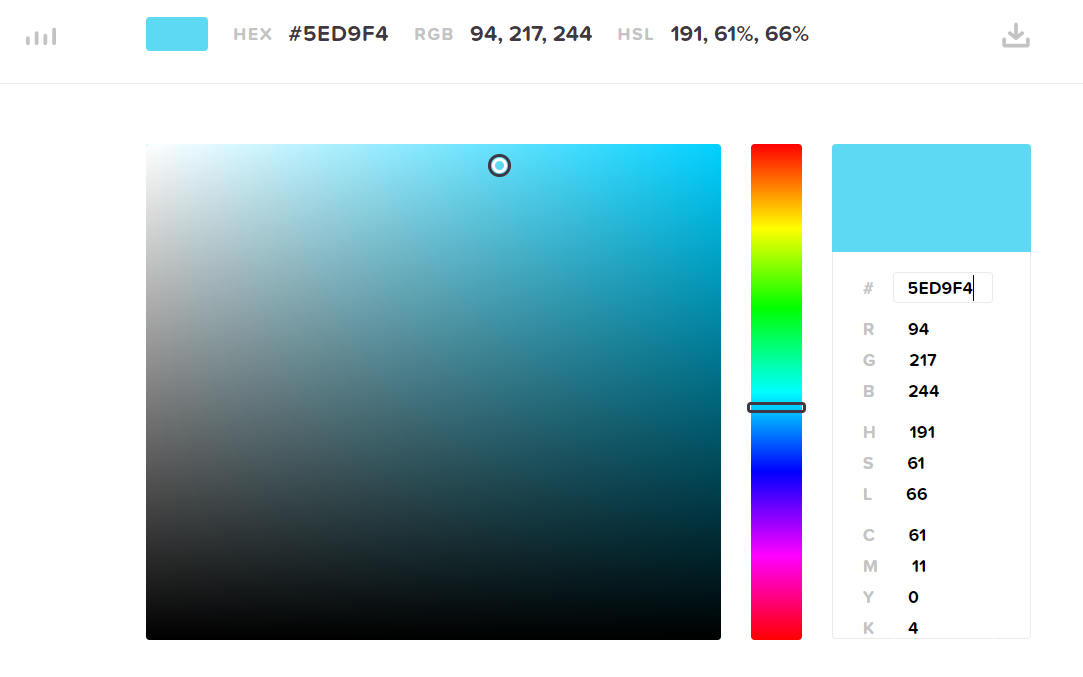 HEX #5ED9F4 RGB 94, 217, 244 HSL 191, 61%, 66%
# 5ED9F4
R 94
G 217
B 244
H 191
S 61
L 66
C 61
M 11
Y 0
K 4